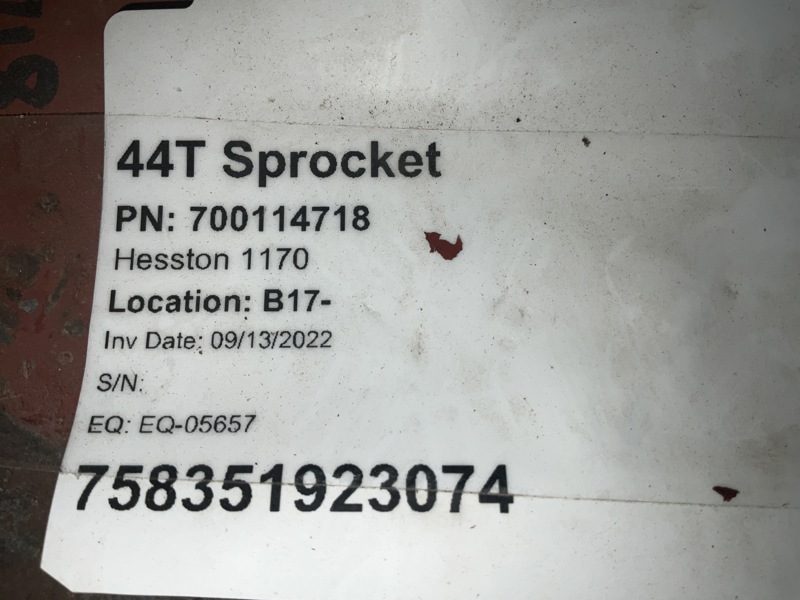 44T Sprocket
PN: 700114718
Hesston 1170
Location: B17-
Inv Date: 09/13/2022
S/N:
EQ: EQ-05657
758351923074